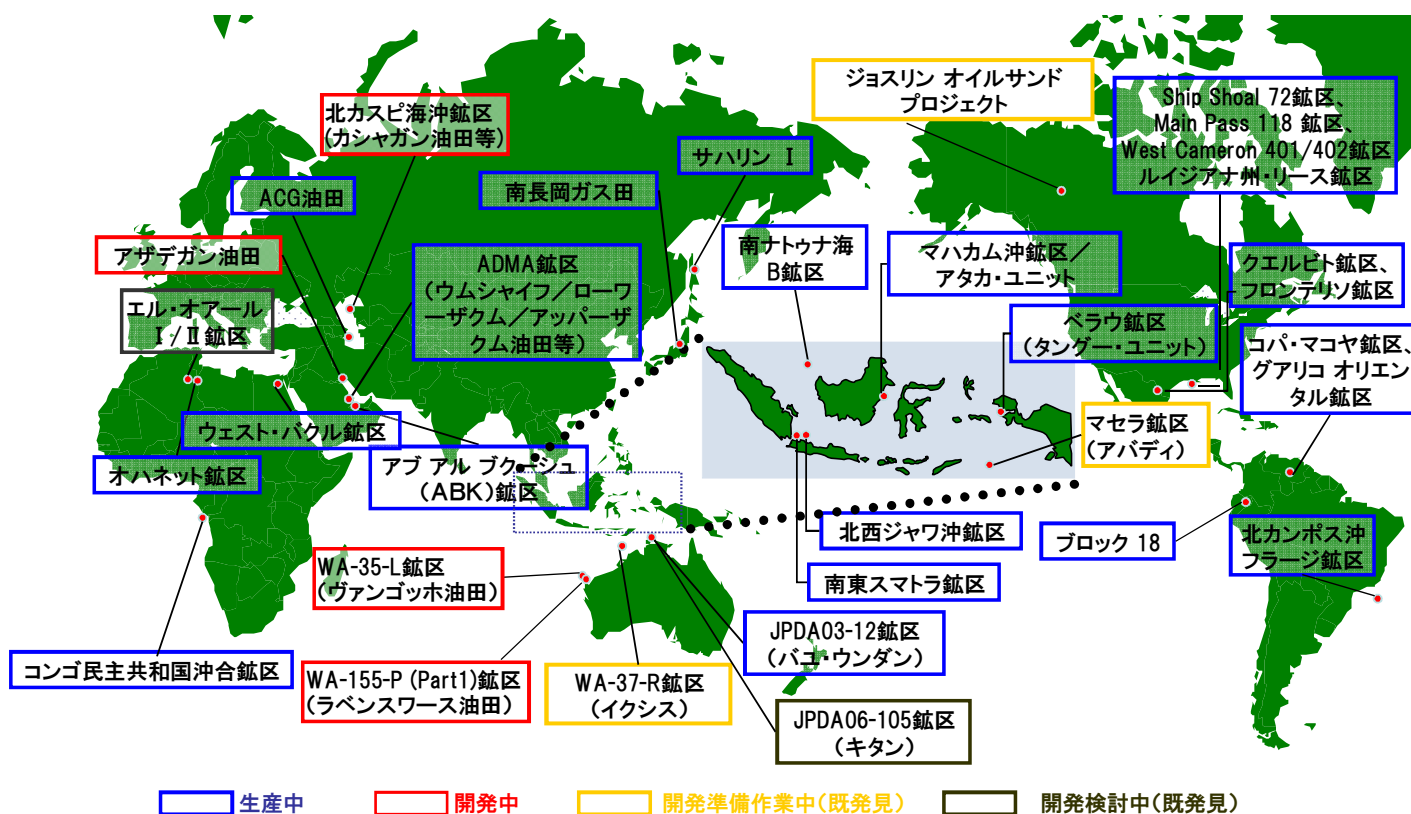 ジョスリン オイルサンド
プロジェクト
Ship Shoal 72鉱区、
Main Pass 118 鉱区、
West Cameron 401/402鉱区
ルイジアナ州・リース鉱区
北カスピ海沖鉱区
(カシャガン油田等)
サハリン Ⅰ
ACG油田
南長岡ガス田
アザデガン油田
ADMA鉱区
(ウムシャイフ/ローワ
ーザクム/アッパーザ
クム油田等)
南ナトゥナ海
B鉱区
マハカム沖鉱区/
アタカ・ユニット
クエルビト鉱区、
フロンテリソ鉱区
エル・オアール
Ⅰ/Ⅱ鉱区
ベラウ鉱区
(タングー・ユニット)
コパ・マコヤ鉱区、
グアリコ オリエン
タル鉱区
ウェスト・バクル鉱区
マセラ鉱区
(アバディ)
オハネット鉱区
アブ アル ブクーシュ
(ABK)鉱区
北西ジャワ沖鉱区
ブロック 18
北カンポス沖
フラージ鉱区
WA-35-L鉱区
(ヴァンゴッホ油田)
南東スマトラ鉱区
JPDA03-12鉱区
(バユ・ウンダン)
コンゴ民主共和国沖合鉱区
WA-155-P (Part1)鉱区
(ラベンスワース油田)
WA-37-R鉱区
(イクシス)
JPDA06-105鉱区
(キタン)
生産中
開発中
開発準備作業中(既発見)
開発検討中(既発見)